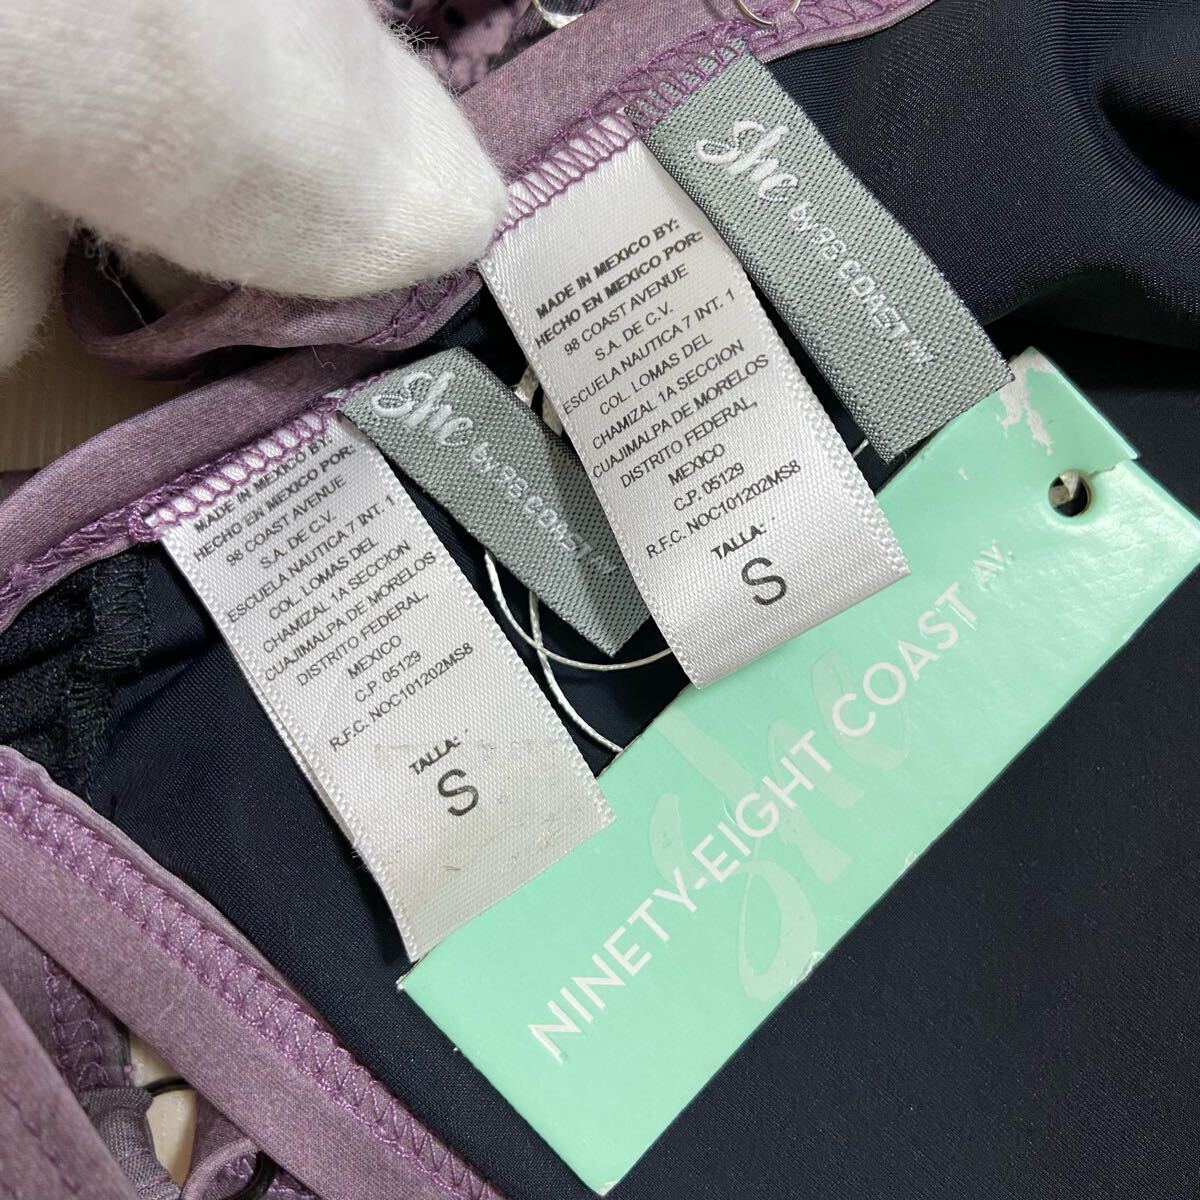 She by 98 COAST AV.
MADE IN MEXICO BY:
HECHO EN MEXICO POR:
98 COAST AVENUE
S.A. DE C.V.
ESCUELA NAUTICA 7 INT. 1
COL. LOMAS DEL
CHAMIZAL 1A SECCION
CUAJIMALPA DE MORELOS
DISTRITO FEDERAL,
MEXICO
C.P. 05129
R.F.C. NOC101202MS8
TALLA:
S
She by 98 COAST AV.
MADE IN MEXICO BY:
HECHO EN MEXICO POR:
98 COAST AVENUE
S.A. DE C.V.
ESCUELA NAUTICA 7 INT. 1
COL. LOMAS DEL
CHAMIZAL 1A SECCION
CUAJIMALPA DE MORELOS
DISTRITO FEDERAL,
MEXICO
C.P. 05129
R.F.C. NOC101202MS8
TALLA:
S
she
NINETY-EIGHT COAST AV.